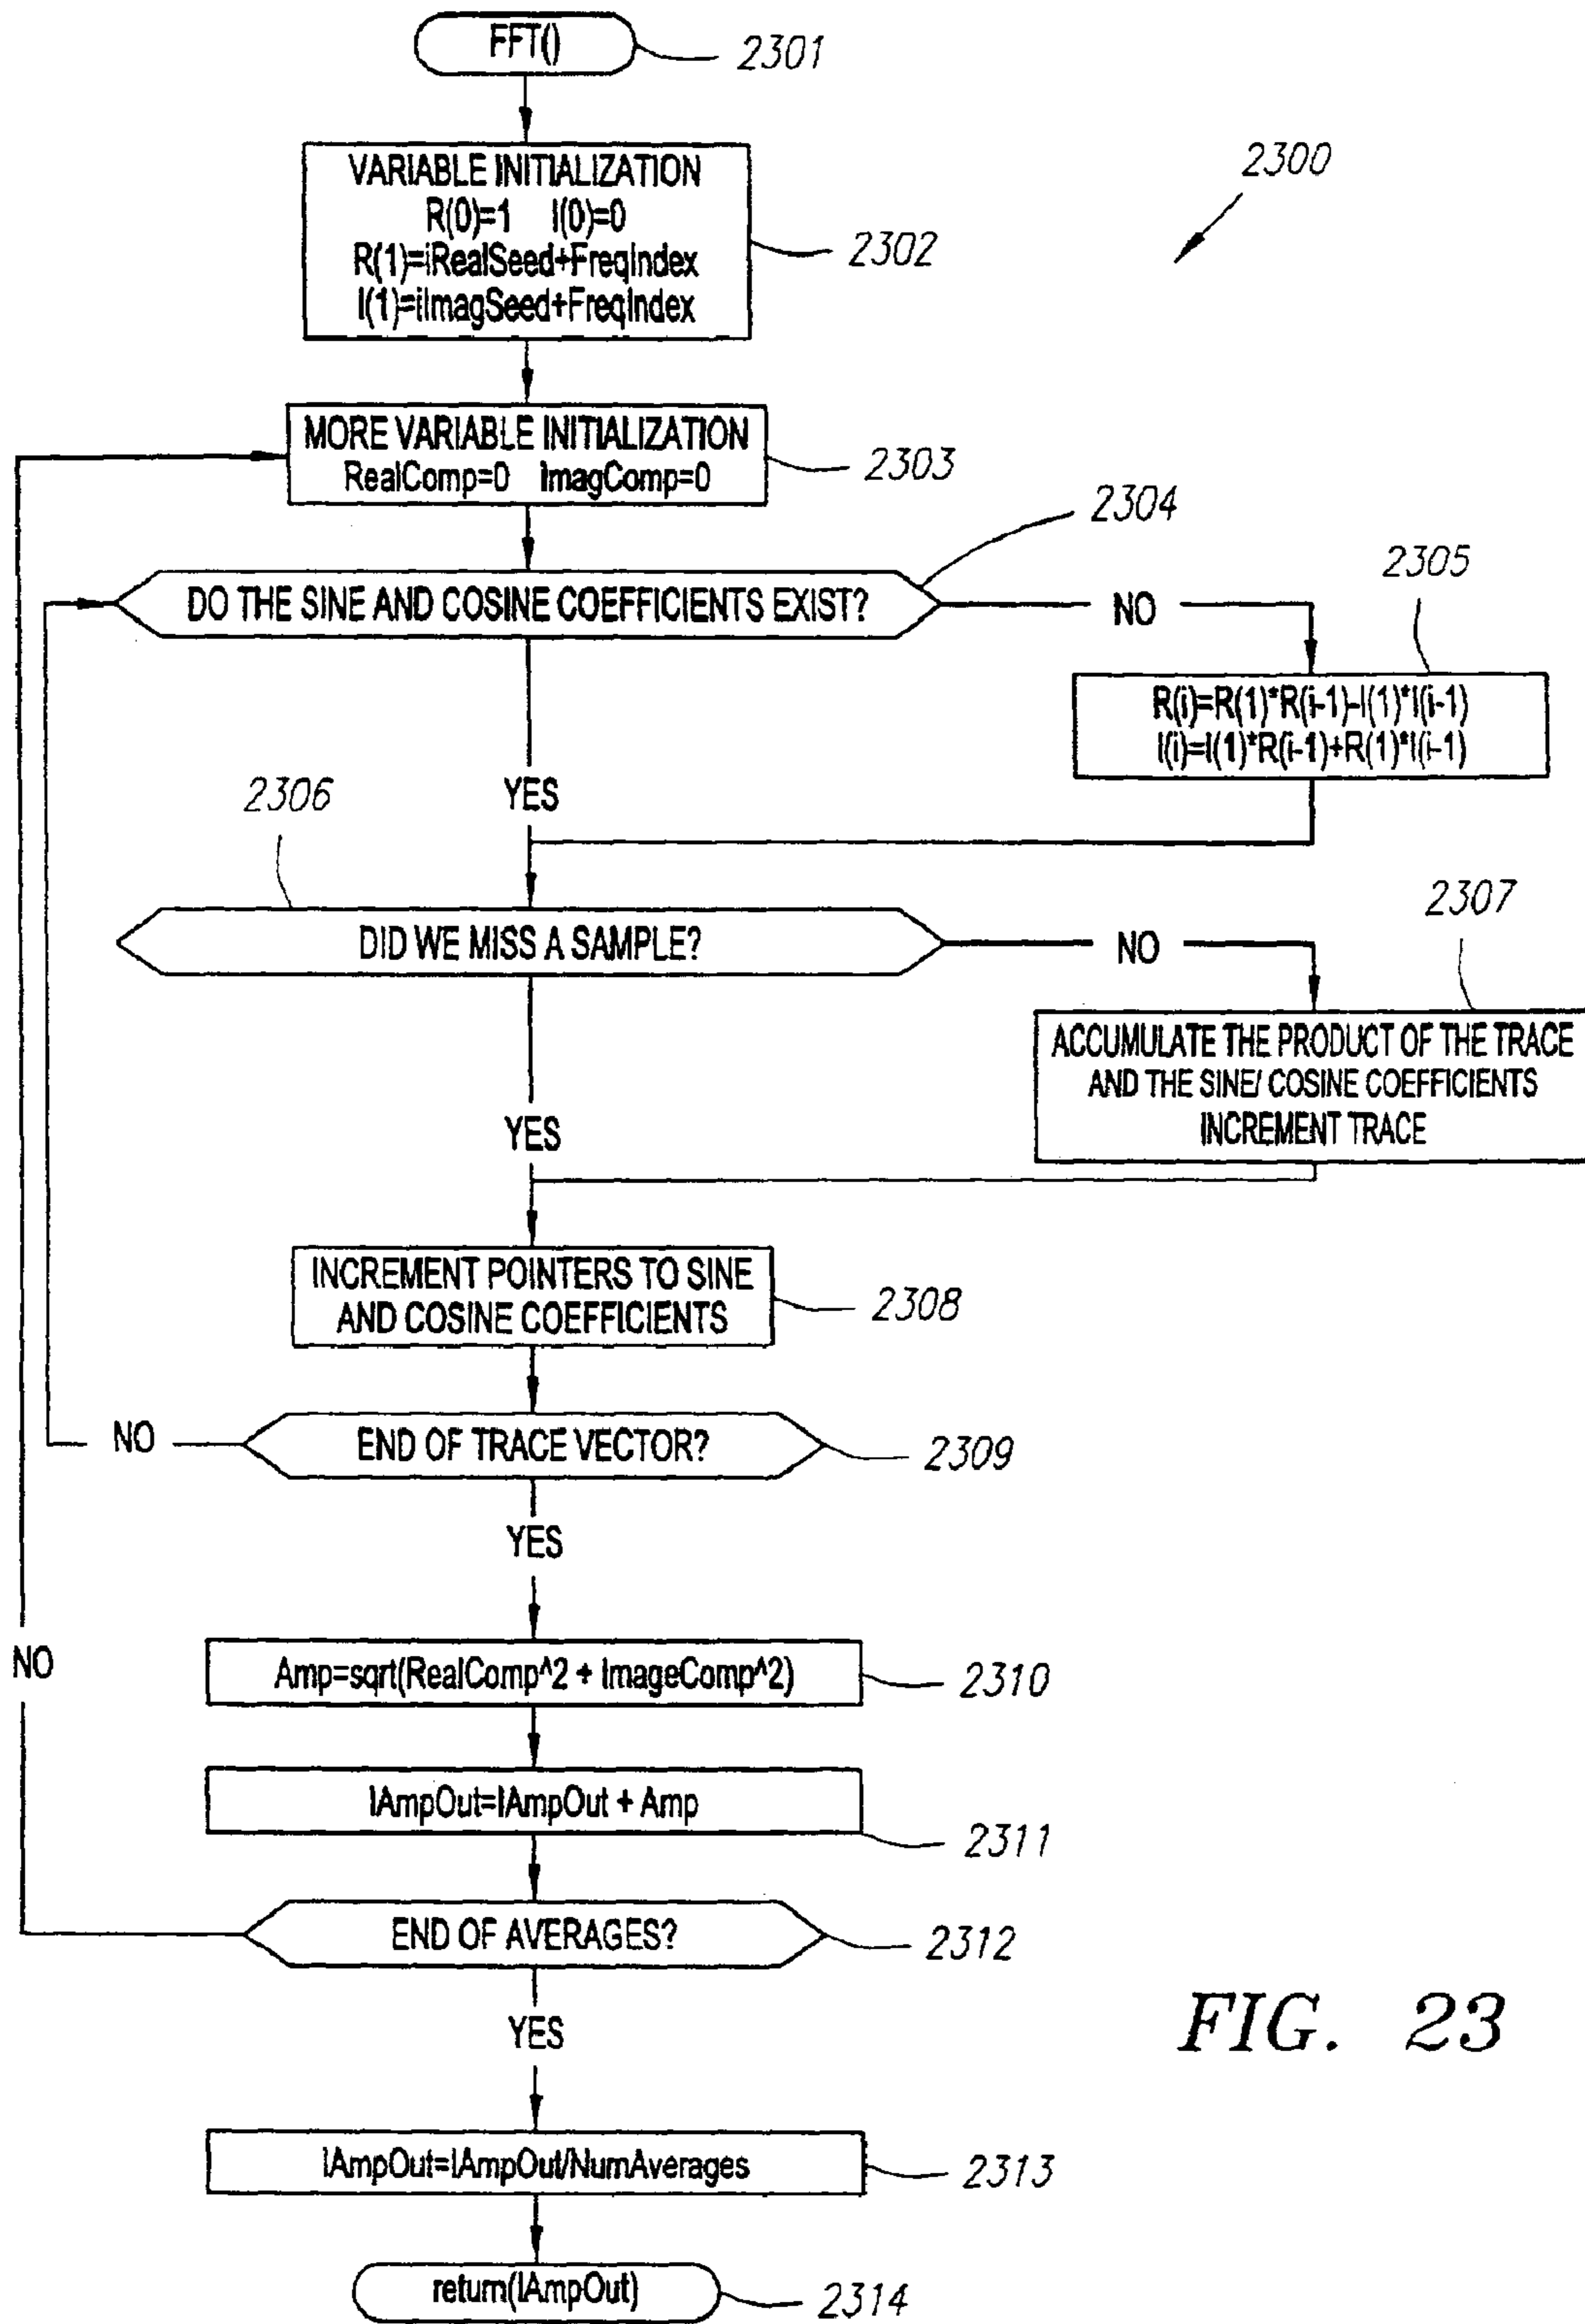 FFT()
2301
2300
VARIABLE INITIALIZATION
R(0)=1 I(0)=0
R(1)=iRealSeed+FreqIndex
I(1)=iImagSeed+FreqIndex
2302
MORE VARIABLE INITIALIZATION
RealComp=0 ImagComp=0
2303
2304
DO THE SINE AND COSINE COEFFICIENTS EXIST?
NO
2305
R(i)=R(1)*R(i-1)-I(1)*I(i-1)
I(i)=I(1)*R(i-1)+R(1)*I(i-1)
YES
2306
DID WE MISS A SAMPLE?
NO
2307
ACCUMULATE THE PRODUCT OF THE TRACE
AND THE SINE/ COSINE COEFFICIENTS
INCREMENT TRACE
YES
INCREMENT POINTERS TO SINE
AND COSINE COEFFICIENTS
2308
NO
END OF TRACE VECTOR?
2309
YES
NO
Amp=sqrt(RealComp^2 + ImageComp^2)
2310
lAmpOut=lAmpOut + Amp
2311
END OF AVERAGES?
2312
YES
FIG. 23
lAmpOut=lAmpOut/NumAverages
2313
return(lAmpOut)
2314